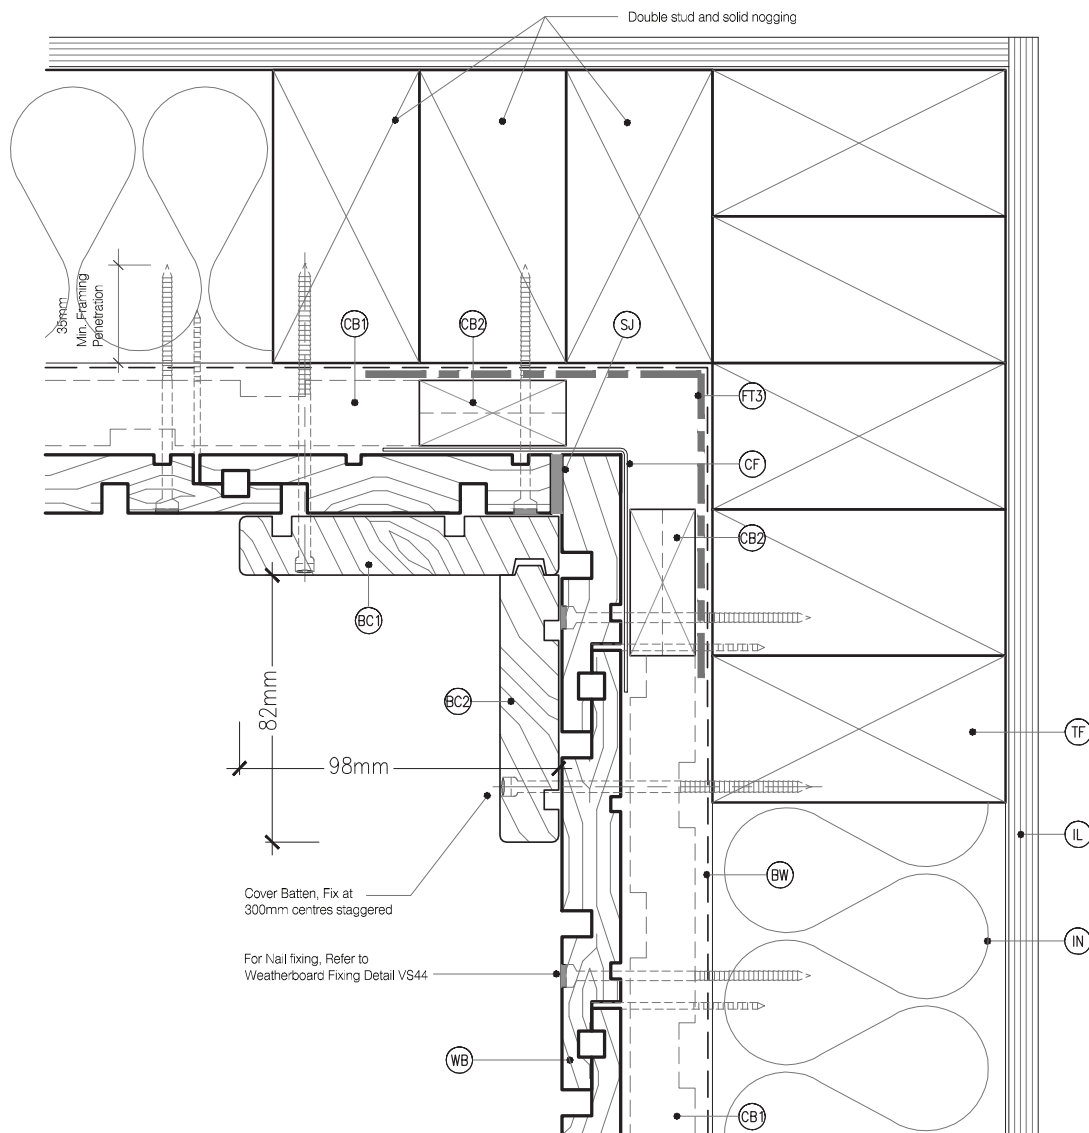 Double stud and solid nogging
35mm
Min. Framing
Penetration
CB1
CB2
SJ
FT3
CF
CB2
BC1
82mm
BC2
TF
98mm
IL
BW
Cover Batten, Fix at
300mm centres staggered
IN
For Nail fixing, Refer to
Weatherboard Fixing Detail VS44
WB
CB1